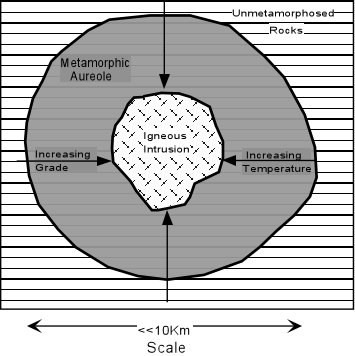 Unmetamorphosed
Rocks
Metamorphic
Aureole
Igneous
Intrusion
Increasing
Grade
Increasing
Temperature
<<10Km
Scale